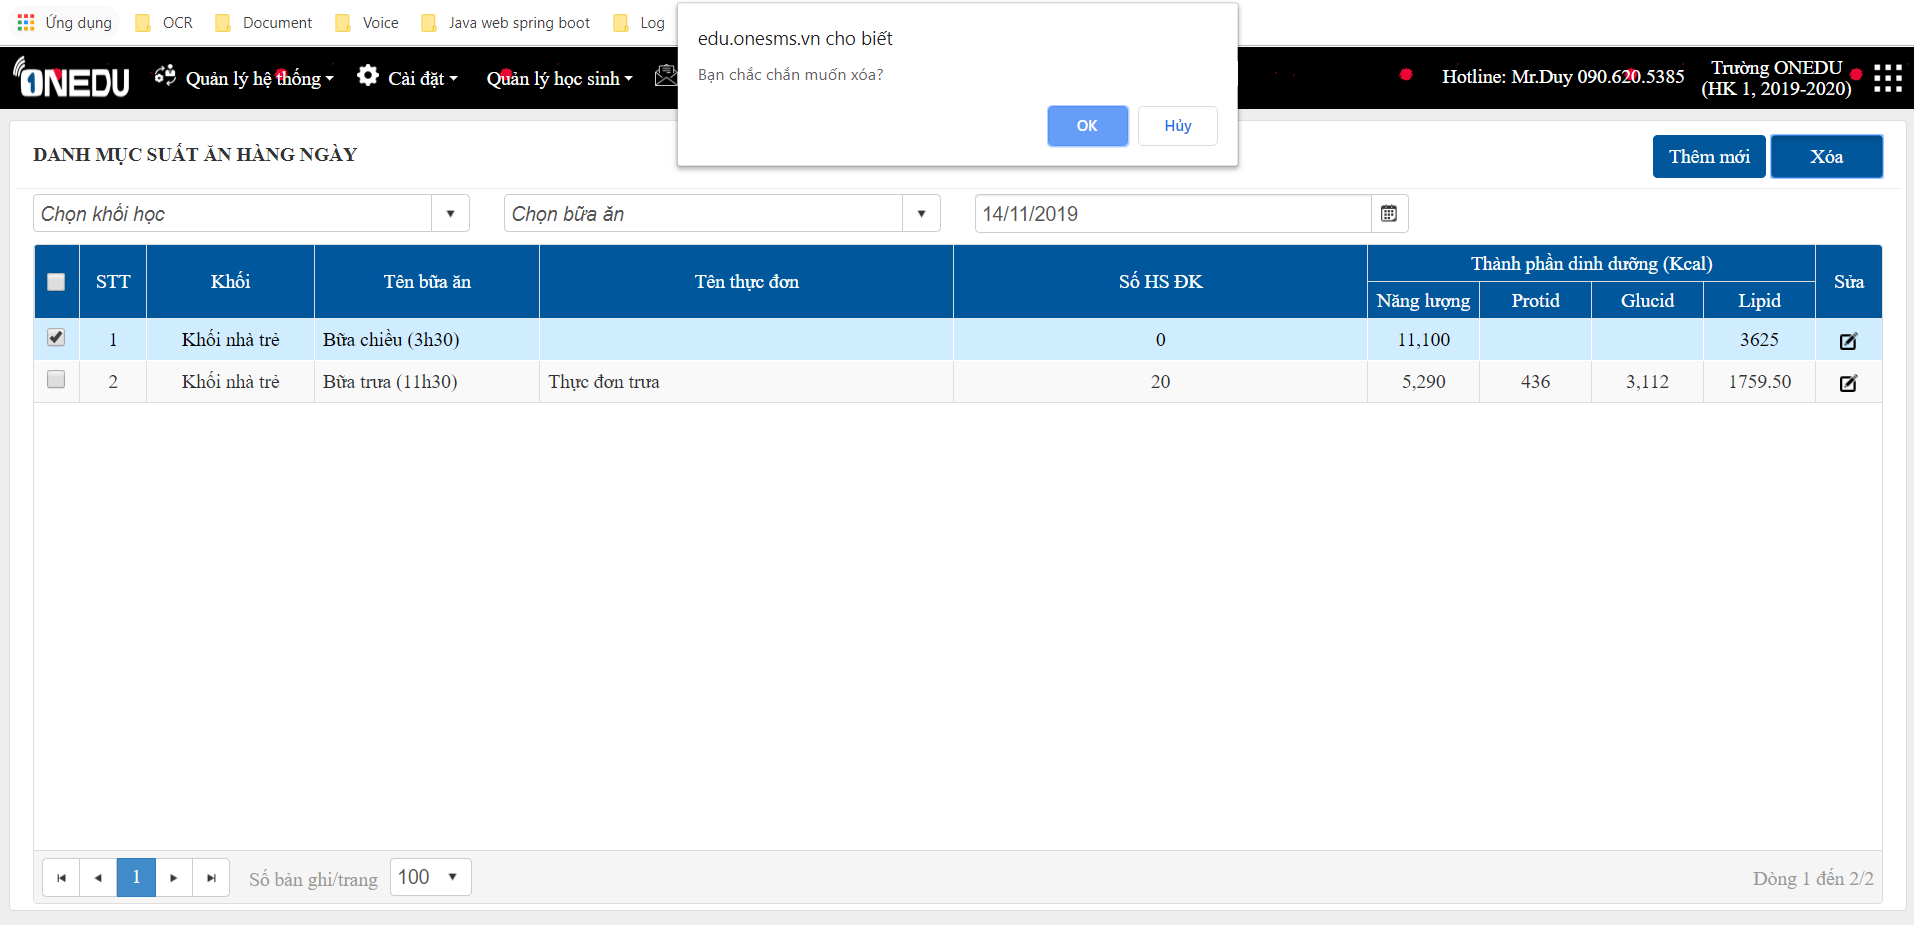 Ứng dụng OCR Document Voice Java web spring boot Log
edu.onesms.vn cho biết
Bạn chắc chắn muốn xóa?
OK Hủy
1NEDU Quản lý hệ thống Cài đặt Quản lý học sinh Hotline: Mr.Duy 090.620.5385 Trường ONEDU
(HK 1, 2019-2020)
DANH MỤC SUẤT ĂN HÀNG NGÀY Thêm mới Xóa
Chọn khối học Chọn bữa ăn 14/11/2019
STT Khối Tên bữa ăn Tên thực đơn Số HS ĐK Thành phần dinh dưỡng (Kcal) Sửa
Năng lượng Protid Glucid Lipid
1 Khối nhà trẻ Bữa chiều (3h30) 0 11,100 3625
2 Khối nhà trẻ Bữa trưa (11h30) Thực đơn trưa 20 5,290 436 3,112 1759.50
1 Số bản ghi/trang 100 Dòng 1 đến 2/2